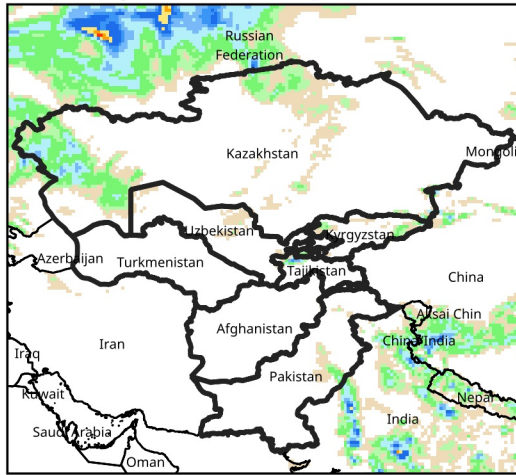 Russian
Federation
Kazakhstan
Mongoli
Uzbekistan
Kyrgyzstan
Azerbaijan
Turkmenistan
Tajikistan
China
Aksai Chin
Afghanistan
China/India
Iran
Iraq
Pakistan
Kuwait
Nepal
India
Saudi Arabia
Oman